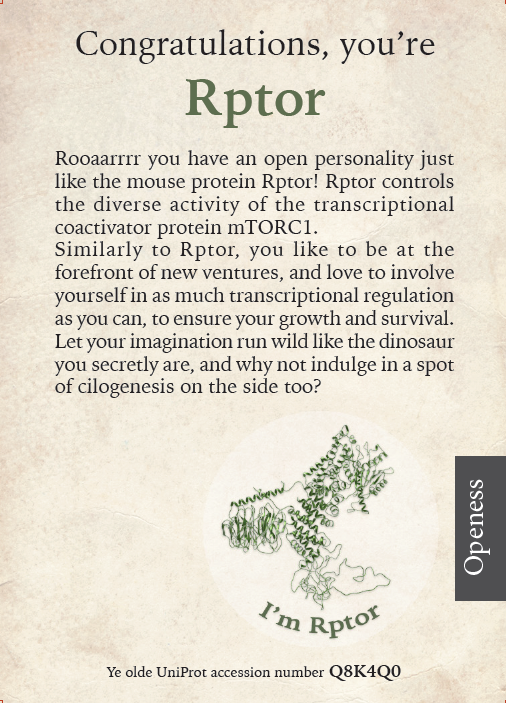 Congratulations, you're
Rptor
Rooaarrrr you have an open personality just
like the mouse protein Rptor! Rptor controls
the diverse activity of the transcriptional
coactivator protein mTORC1.
Similarly to Rptor, you like to be at the
forefront of new ventures, and love to involve
yourself in as much transcriptional regulation
as you can, to ensure your growth and survival.
Let your imagination run wild like the dinosaur
you secretly are, and why not indulge in a spot
of cilogenesis on the side too?
Openess
I'm Rptor
Ye olde UniProt accession number Q8K4Q0